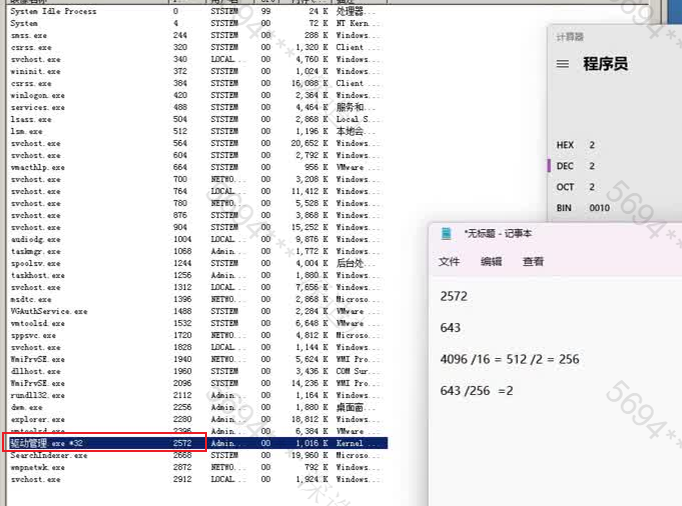 System Idle Process 0 SYSTEM 99 24 K 处理器...
System 4 SYSTEM 00 72 K NT Kern...
smss.exe 244 SYSTEM 00 288 K Windows...
csrss.exe 320 SYSTEM 00 1,320 K Client ...
svchost.exe 340 LOCAL... 00 4,760 K Windows...
wininit.exe 372 SYSTEM 00 1,024 K Windows...
csrss.exe 384 SYSTEM 00 16,088 K Client ...
winlogon.exe 420 SYSTEM 00 2,364 K Windows...
services.exe 488 SYSTEM 00 4,464 K 服务和...
lsass.exe 504 SYSTEM 00 2,868 K Local S...
lsm.exe 512 SYSTEM 00 1,196 K 本地会...
svchost.exe 564 SYSTEM 00 20,652 K Windows...
svchost.exe 604 SYSTEM 00 2,792 K Windows...
vmacthlp.exe 664 SYSTEM 00 956 K VMware ...
svchost.exe 700 NETWO... 00 3,208 K Windows...
svchost.exe 764 LOCAL... 00 11,412 K Windows...
svchost.exe 780 NETWO... 00 5,528 K Windows...
svchost.exe 876 SYSTEM 00 3,868 K Windows...
svchost.exe 904 SYSTEM 00 15,252 K Windows...
audiodg.exe 1004 LOCAL... 00 9,876 K Windows...
taskmgr.exe 1068 Admin... 00 1,772 K Windows...
spoolsv.exe 1244 SYSTEM 00 4,004 K 后台处...
taskhost.exe 1256 Admin... 00 1,880 K Windows...
svchost.exe 1312 LOCAL... 00 7,656 K Windows...
msdtc.exe 1396 NETWO... 00 2,868 K Microso...
VGAuthService.exe 1488 SYSTEM 00 2,284 K VMware ...
vmtoolsd.exe 1532 SYSTEM 00 6,648 K VMware ...
sppsvc.exe 1720 NETWO... 00 4,812 K Microso...
svchost.exe 1828 LOCAL... 00 1,144 K Windows...
WmiPrvSE.exe 1940 NETWO... 00 5,624 K WMI Pro...
dllhost.exe 1960 SYSTEM 00 3,436 K COM Sur...
WmiPrvSE.exe 2096 SYSTEM 00 14,236 K WMI Pro...
rundll32.exe 2112 Admin... 00 1,164 K Windows...
dwm.exe 2256 Admin... 00 1,880 K 桌面窗...
explorer.exe 2280 Admin... 00 18,812 K Windows...
vmtoolsd.exe 2396 Admin... 00 6,384 K VMware ...
驱动管理.exe *32 2572 Admin... 00 1,016 K Kernel ...
SearchIndexer.exe 2668 SYSTEM 00 19,960 K Microso...
wmpnetwk.exe 2872 NETWO... 00 792 K Windows...
svchost.exe 2912 LOCAL... 00 1,924 K Windows...
计算器
程序员
HEX 2
DEC 2
OCT 2
BIN 0010
*无标题 - 记事本
文件 编辑 查看
2572
643
4096 /16 = 512 /2 = 256
643 /256 =2